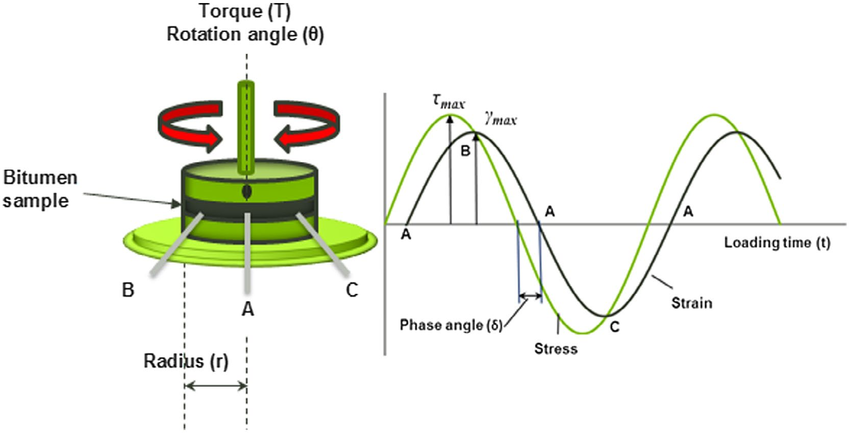 Torque (T)
Rotation angle (θ)
Bitumen
sample
B
A
C
Radius (r)
τmax
γmax
B
A
A
A
Loading time (t)
Strain
Phase angle (δ)
C
Stress